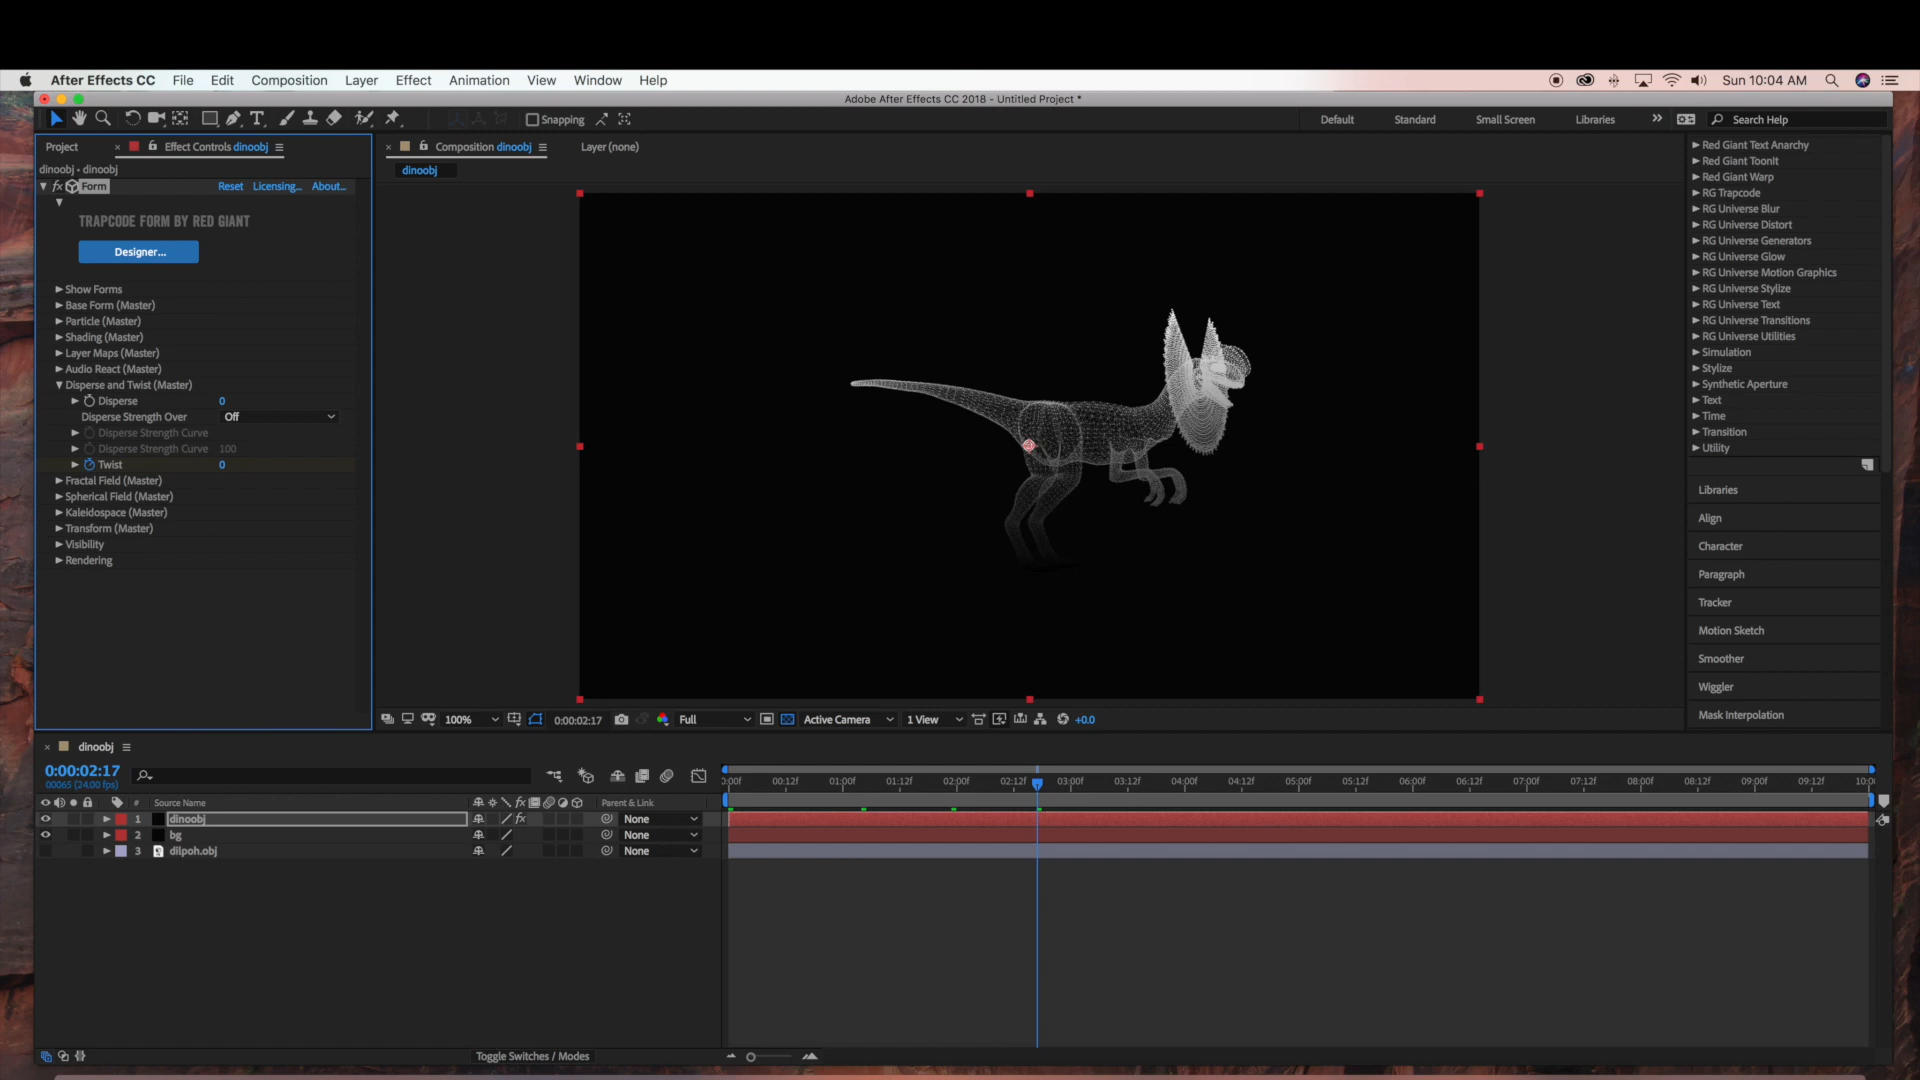 After Effects CC File Edit Composition Layer Effect Animation View Window Help Sun 10:04 AM
Adobe After Effects CC 2018 - Untitled Project *
Snapping Default Standard Small Screen Libraries Search Help
Project Effect Controls dinoobj
dinoobj • dinoobj
fx Form Reset Licensing... About...
TRAPCODE FORM BY RED GIANT
Designer...
Show Forms
Base Form (Master)
Particle (Master)
Shading (Master)
Layer Maps (Master)
Audio React (Master)
Disperse and Twist (Master)
Disperse 0
Disperse Strength Over Off
Disperse Strength Curve
Disperse Strength Curve 100
Twist 0
Fractal Field (Master)
Spherical Field (Master)
Kaleidospace (Master)
Transform (Master)
Visibility
Rendering
Composition dinoobj Layer (none)
dinoobj
100% 0:00:02:17 Full Active Camera 1 View +0.0
Red Giant Text Anarchy
Red Giant ToonIt
Red Giant Warp
RG Trapcode
RG Universe Blur
RG Universe Distort
RG Universe Generators
RG Universe Glow
RG Universe Motion Graphics
RG Universe Stylize
RG Universe Text
RG Universe Transitions
RG Universe Utilities
Simulation
Stylize
Synthetic Aperture
Text
Time
Transition
Utility
Libraries
Align
Character
Paragraph
Tracker
Motion Sketch
Smoother
Wiggler
Mask Interpolation
dinoobj
0:00:02:17
00065 (24.00 fps)
:00f 00:12f 01:00f 01:12f 02:00f 02:12f 03:00f 03:12f 04:00f 04:12f 05:00f 05:12f 06:00f 06:12f 07:00f 07:12f 08:00f 08:12f 09:00f 09:12f 10:0
# Source Name fx Parent & Link
1 dinoobj fx None
2 bg None
3 dilpoh.obj None
Toggle Switches / Modes